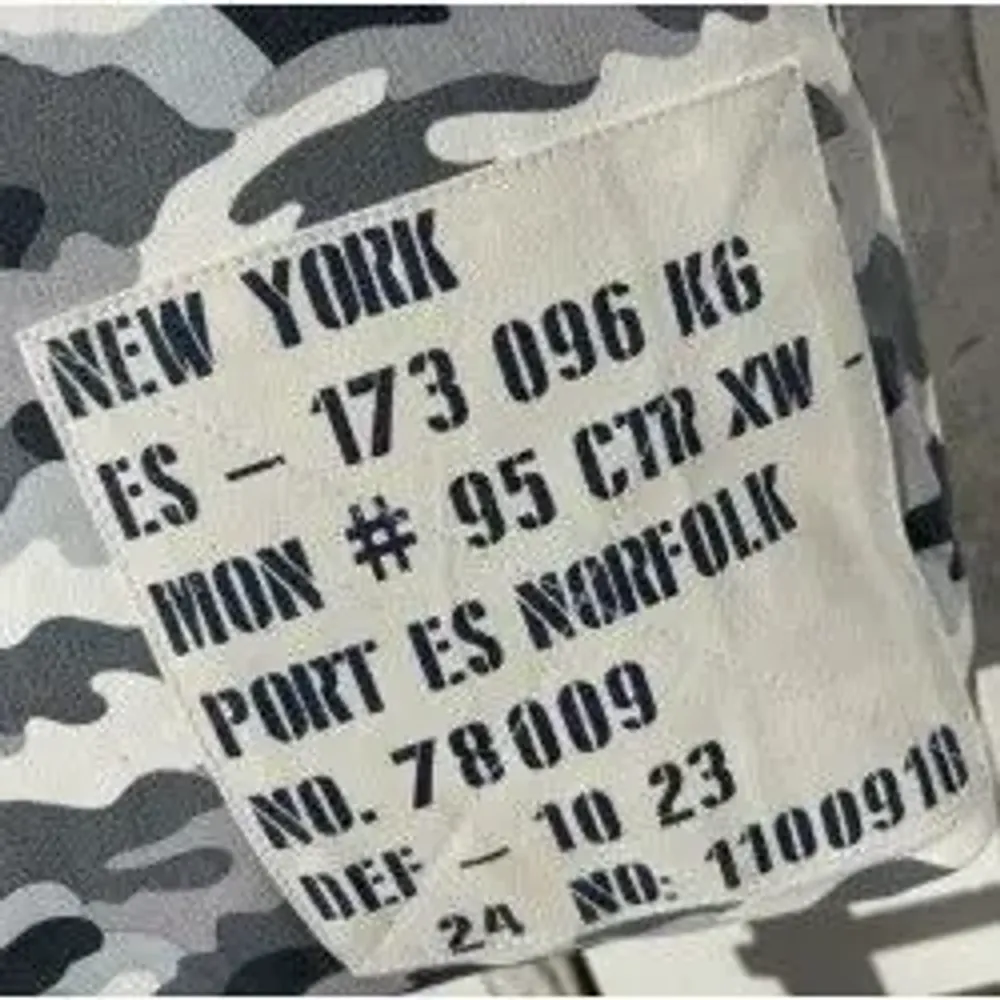 NEW YORK
ES - 173 096 KG
MON # 95 CTR XW -
PORT ES NORFOLK
NO. 78009
DEF - 10 23
24 NO: 1100918